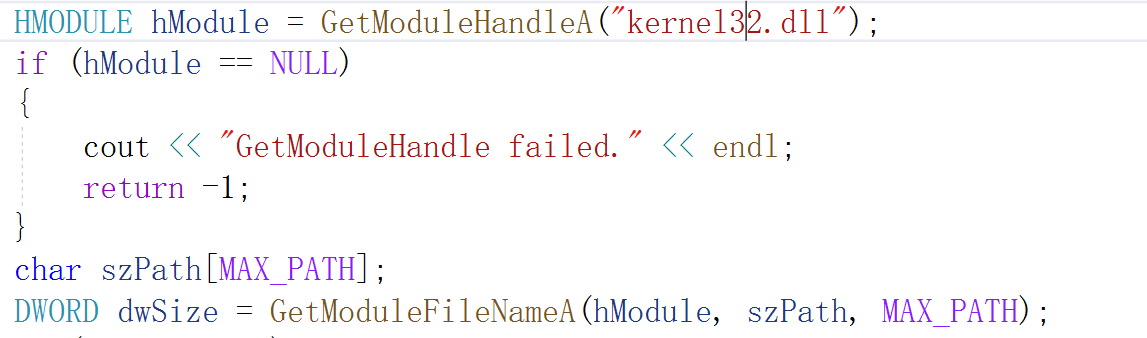 HMODULE hModule = GetModuleHandleA("kernel32.dll");
if (hModule == NULL)
{
    cout << "GetModuleHandle failed." << endl;
    return -1;
}
char szPath[MAX_PATH];
DWORD dwSize = GetModuleFileNameA(hModule, szPath, MAX_PATH);